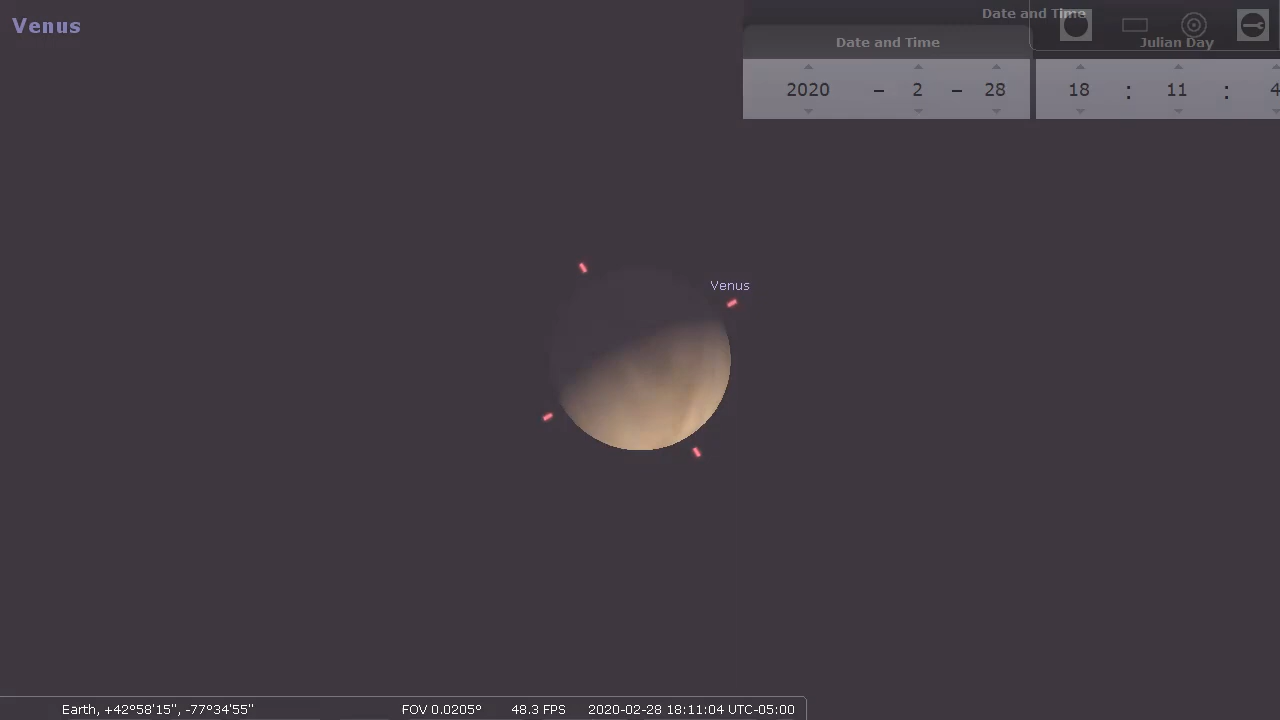 Venus
Date and Time
Date and Time
Julian Day
2020 – 2 – 28 18 : 11 : 4
Venus
Earth, +42°58'15", -77°34'55" FOV 0.0205° 48.3 FPS 2020-02-28 18:11:04 UTC-05:00